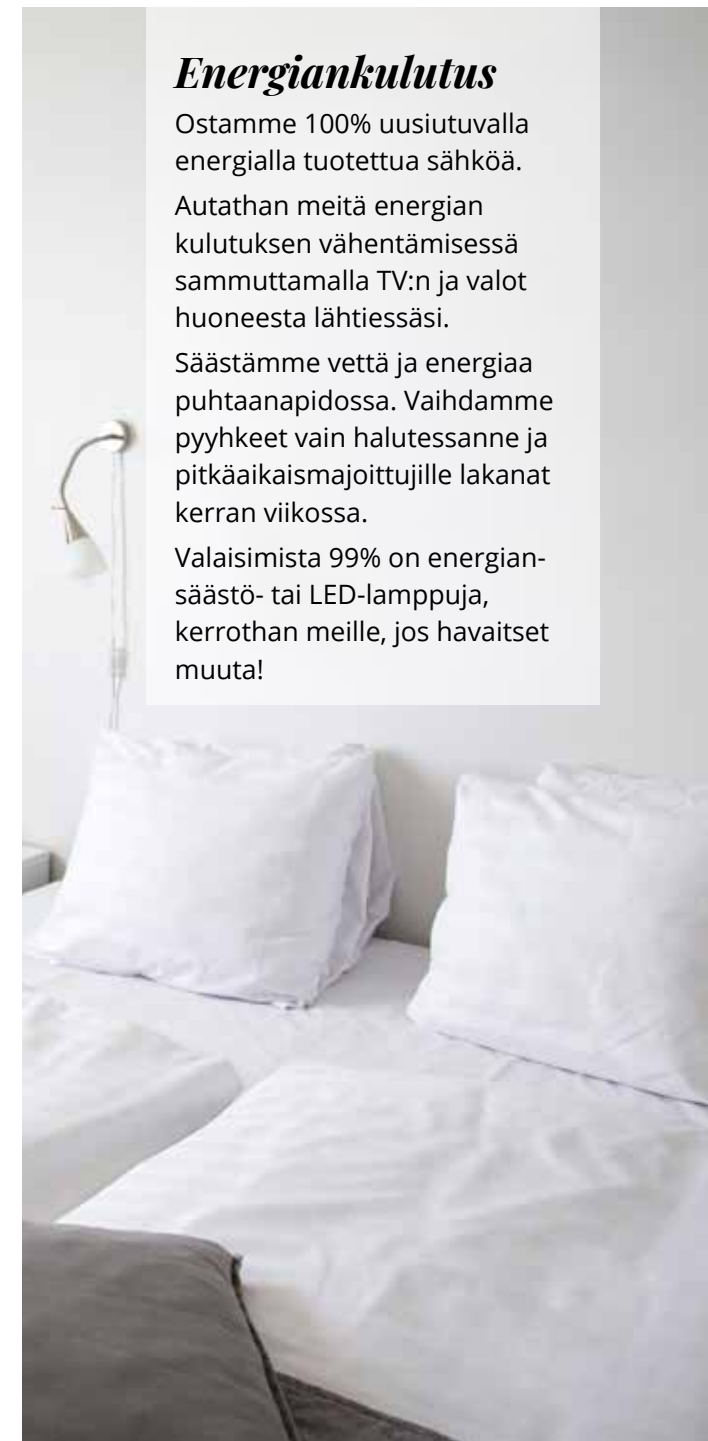 Energiankulutus
Ostamme 100% uusiutuvalla
energialla tuotettua sähköä.
Autathan meitä energian
kulutuksen vähentämisessä
sammuttamalla TV:n ja valot
huoneesta lähtiessäsi.
Säästämme vettä ja energiaa
puhtaanapidossa. Vaihdamme
pyyhkeet vain halutessanne ja
pitkäaikaismajoittujille lakanat
kerran viikossa.
Valaisimista 99% on energian-
säästö- tai LED-lamppuja,
kerrothan meille, jos havaitset
muuta!